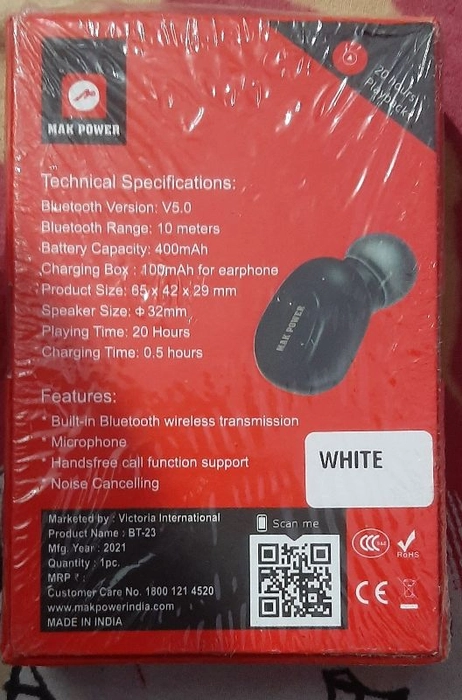 MAK POWER
20 hours
Playback
Technical Specifications:
Bluetooth Version: V5.0
Bluetooth Range: 10 meters
Battery Capacity: 400mAh
Charging Box : 100mAh for earphone
Product Size: 65 x 42 x 29 mm
Speaker Size: Φ 32mm
Playing Time: 20 Hours
Charging Time: 0.5 hours
MAK POWER
Features:
* Built-in Bluetooth wireless transmission
* Microphone
* Handsfree call function support
* Noise Cancelling
WHITE
Marketed by : Victoria International
Product Name : BT-23
Mfg. Year : 2021
Quantity : 1pc.
MRP ₹ :
Customer Care No. 1800 121 4520
www.makpowerindia.com
MADE IN INDIA
Scan me
CCC
RoHS
CE